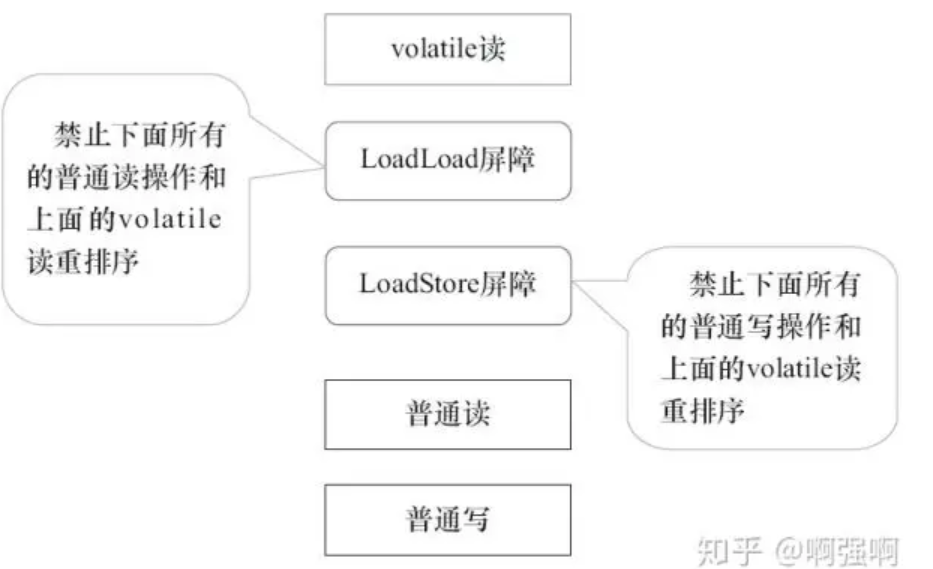 volatile读
禁止下面所有
的普通读操作和
上面的volatile
读重排序
LoadLoad屏障
LoadStore屏障
禁止下面所有
的普通写操作和
上面的volatile读
重排序
普通读
普通写
知乎 @啊强啊